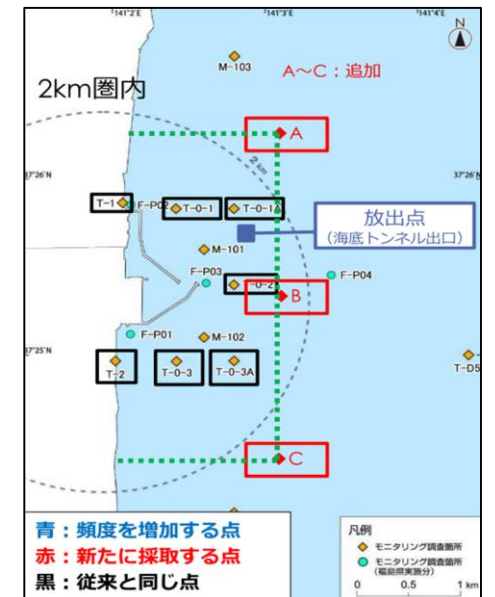 141°2'E 141°3'E 141°4'E
N
M-103
A～C：追加
2km圏内
A
2 km
37°26'N 37°26'N
T-1 F-P02 T-0-1 T-0-1A
放出点
（海底トンネル出口）
M-101
F-P03 F-P04
T-0-2
B
F-P01 M-102
37°25'N
T-2 T-0-3 T-0-3A T-D5
C
青：頻度を増加する点
赤：新たに採取する点
黒：従来と同じ点
凡例
モニタリング調査箇所
モニタリング調査箇所
（福島県実施分）
0 0.5 1 km